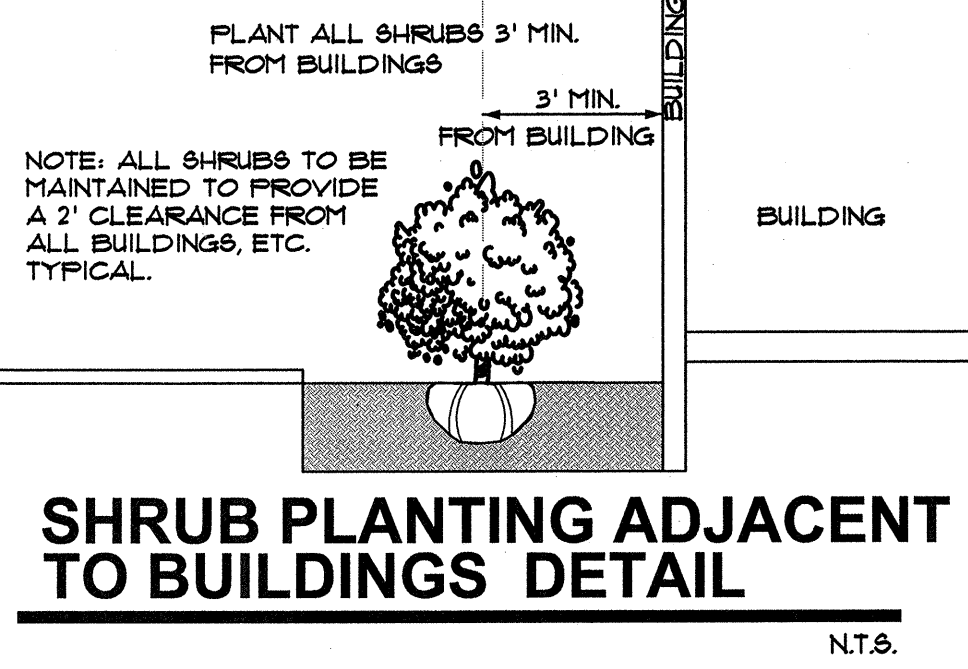 PLANT ALL SHRUBS 3' MIN.
FROM BUILDINGS
BUILDING
3' MIN.
FROM BUILDING
NOTE: ALL SHRUBS TO BE
MAINTAINED TO PROVIDE
A 2' CLEARANCE FROM
ALL BUILDINGS, ETC.
TYPICAL.
BUILDING
SHRUB PLANTING ADJACENT
TO BUILDINGS DETAIL
N.T.S.